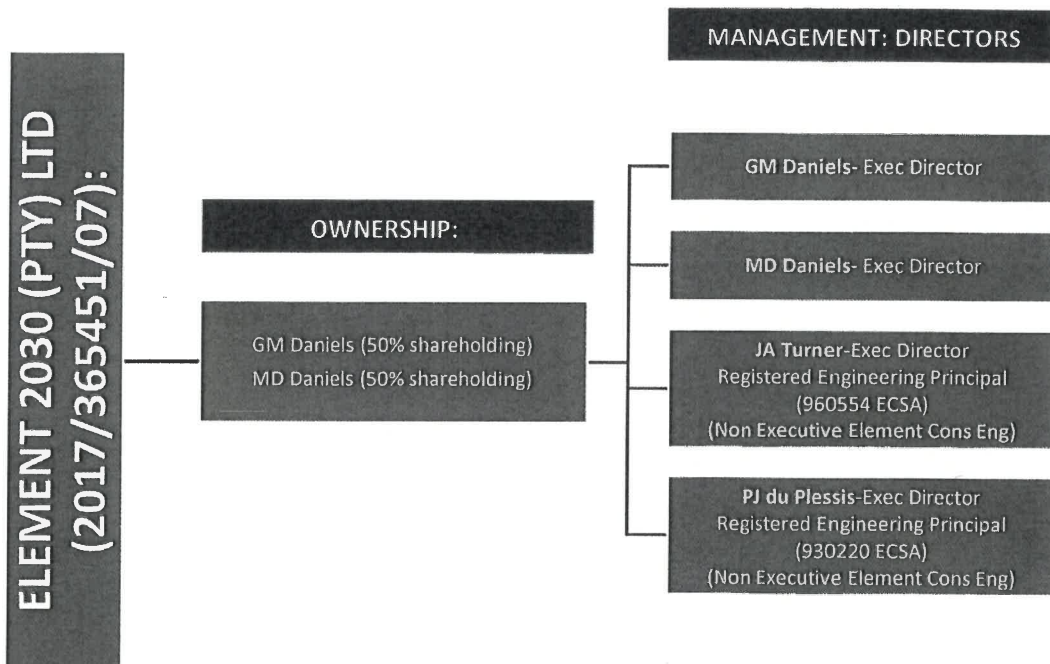 ELEMENT 2030 (PTY) LTD
(2017/365451/07):
OWNERSHIP:
GM Daniels (50% shareholding)
MD Daniels (50% shareholding)
MANAGEMENT: DIRECTORS
GM Daniels- Exec Director
MD Daniels- Exec Director
JA Turner-Exec Director
Registered Engineering Principal
(960554 ECSA)
(Non Executive Element Cons Eng)
PJ du Plessis-Exec Director
Registered Engineering Principal
(930220 ECSA)
(Non Executive Element Cons Eng)